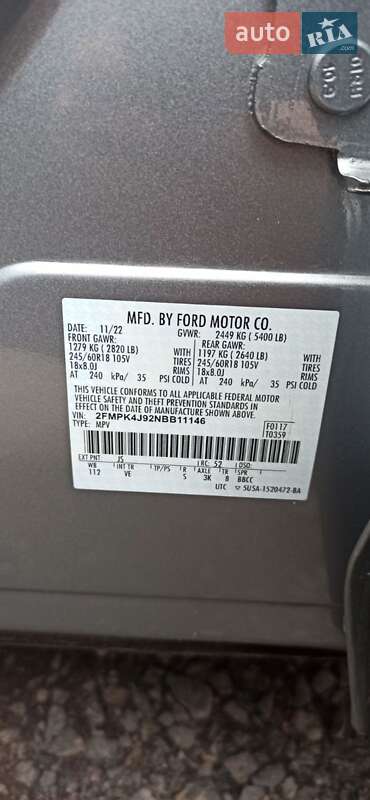 auto RIA .com
MFD. BY FORD MOTOR CO.
DATE: 11/22 GVWR: 2449 KG ( 5400 LB)
FRONT GAWR: REAR GAWR:
1279 KG ( 2820 LB) WITH 1197 KG ( 2640 LB) WITH
245/60R18 105V TIRES 245/60R18 105V TIRES
18x8.0J RIMS 18x8.0J RIMS
AT 240 kPa/ 35 PSI COLD AT 240 kPa/ 35 PSI COLD
THIS VEHICLE CONFORMS TO ALL APPLICABLE FEDERAL MOTOR
VEHICLE SAFETY AND THEFT PREVENTION STANDARDS IN
EFFECT ON THE DATE OF MANUFACTURE SHOWN ABOVE.
VIN: 2FMPK4J92NBB11146 F0117
TYPE: MPV T0359
EXT PNT: JS RC: 52 DSO:
WB INT TR TP/PS R AXLE TR SPR
112 VE S 3K 8 BBCC
UTC 5USA-1520472-BA